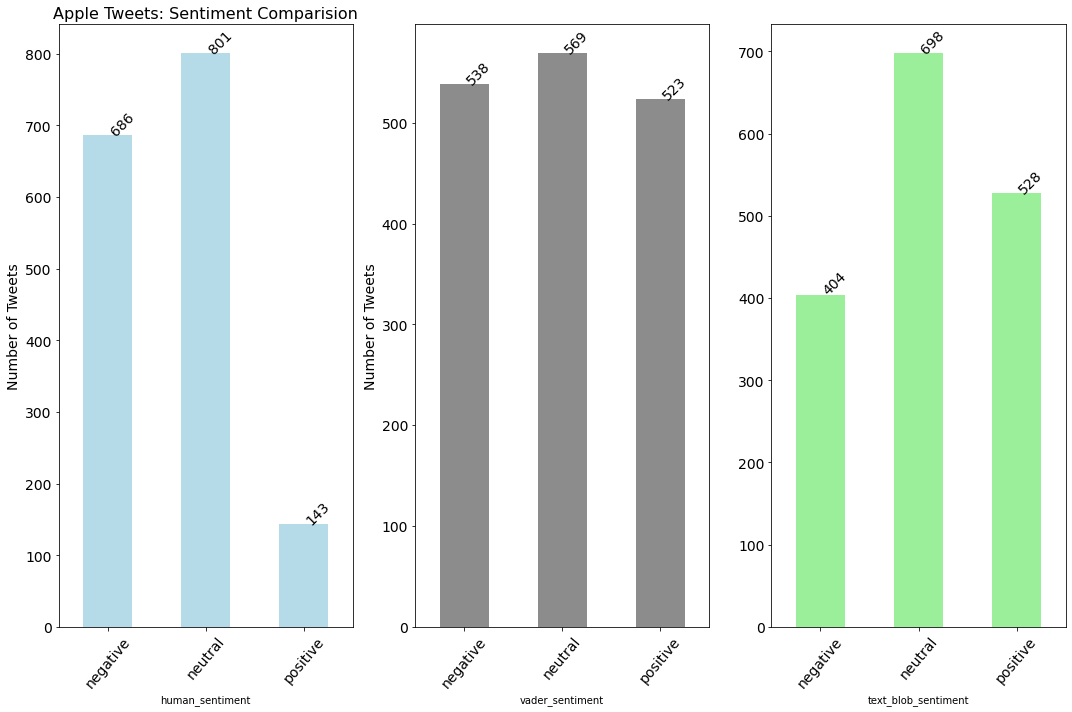 Apple Tweets: Sentiment Comparision
Number of Tweets
800
700
600
500
400
300
200
100
0
686
801
143
negative
neutral
positive
human_sentiment
Number of Tweets
500
400
300
200
100
0
538
569
523
negative
neutral
positive
vader_sentiment
700
600
500
400
300
200
100
0
404
698
528
negative
neutral
positive
text_blob_sentiment